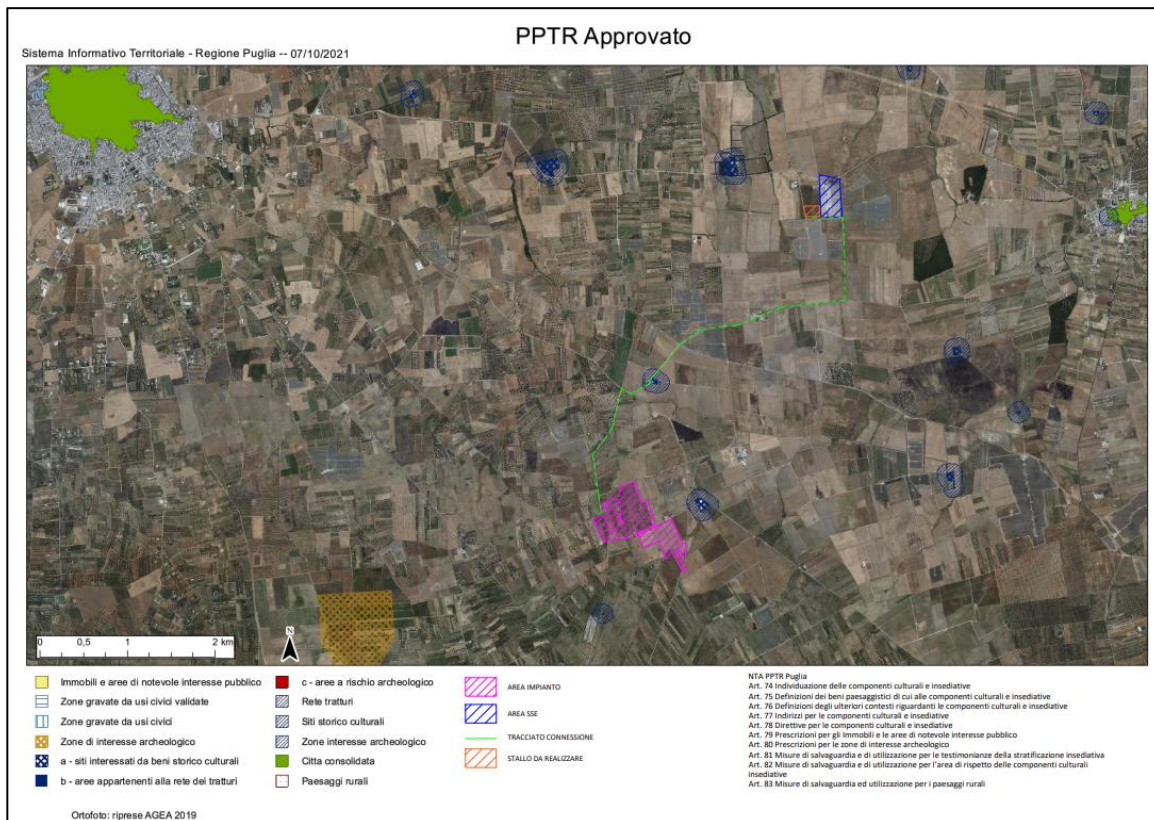 PPTR Approvato
Sistema Informativo Territoriale - Regione Puglia -- 07/10/2021
N
0 0,5 1 2 km
Immobili e aree di notevole interesse pubblico
Zone gravate da usi civici validate
Zone gravate da usi civici
Zone di interesse archeologico
a - siti interessati da beni storico culturali
b - aree appartenenti alla rete dei tratturi
c - aree a rischio archeologico
Rete tratturi
Siti storico culturali
Zone interesse archeologico
Citta consolidata
Paesaggi rurali
AREA IMPIANTO
AREA SSE
TRACCIATO CONNESSIONE
STALLO DA REALIZZARE
NTA PPTR Puglia
Art. 74 Individuazione delle componenti culturali e insediative
Art. 75 Definizioni dei beni paesaggistici di cui alle componenti culturali e insediative
Art. 76 Definizioni degli ulteriori contesti riguardanti le componenti culturali e insediative
Art. 77 Indirizzi per le componenti culturali e insediative
Art. 78 Direttive per le componenti culturali e insediative
Art. 79 Prescrizioni per gli Immobili e le aree di notevole interesse pubblico
Art. 80 Prescrizioni per le zone di interesse archeologico
Art. 81 Misure di salvaguardia e di utilizzazione per le testimonianze della stratificazione insediativa
Art. 82 Misure di salvaguardia e di utilizzazione per l'area di rispetto delle componenti culturali
insediative
Art. 83 Misure di salvaguardia ed utilizzazione per i paesaggi rurali
Ortofoto: riprese AGEA 2019